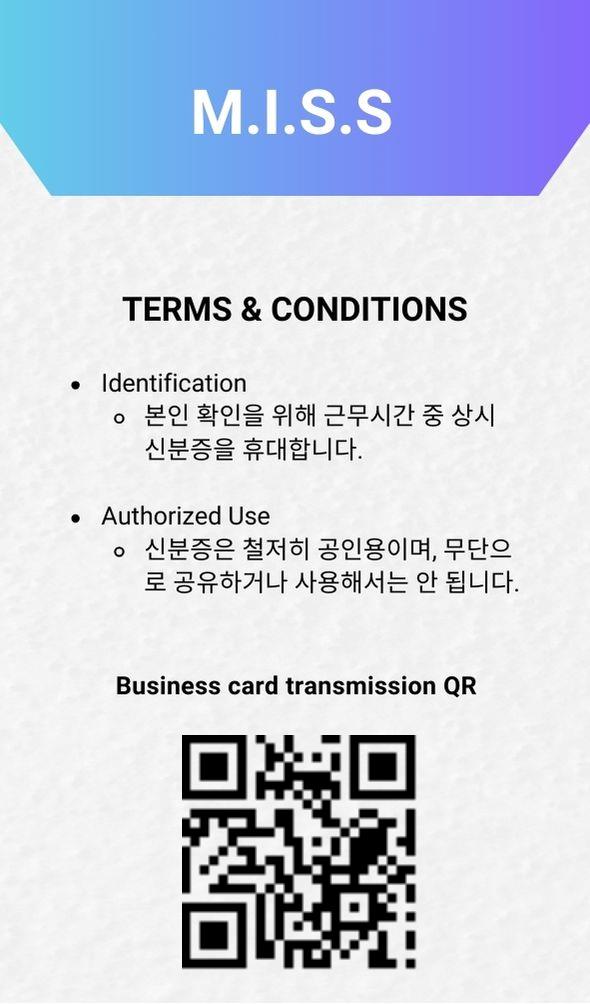 M.I.S.S
TERMS & CONDITIONS
• Identification
○ 본인 확인을 위해 근무시간 중 상시
신분증을 휴대합니다.
• Authorized Use
○ 신분증은 철저히 공인용이며, 무단으
로 공유하거나 사용해서는 안 됩니다.
Business card transmission QR